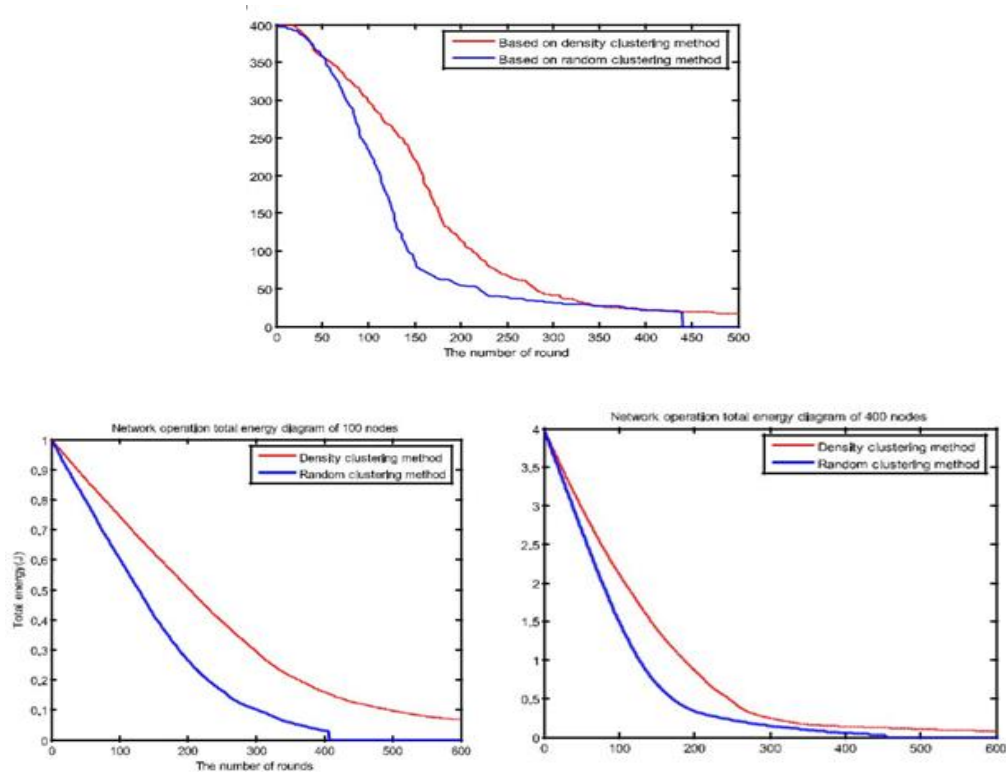 400
350
300
250
200
150
100
50
0
Based on density clustering method
Based on random clustering method
0 50 100 150 200 250 300 350 400 450 500
The number of round
Network operation total energy diagram of 100 nodes
1
0,9
0,8
0,7
0,6
0,5
0,4
0,3
0,2
0,1
0
Total energy(J)
Density clustering method
Random clustering method
0 100 200 300 400 500 600
The number of rounds
Network operation total energy diagram of 400 nodes
4
3,5
3
2,5
2
1,5
1
0,5
0
Density clustering method
Random clustering method
0 100 200 300 400 500 600